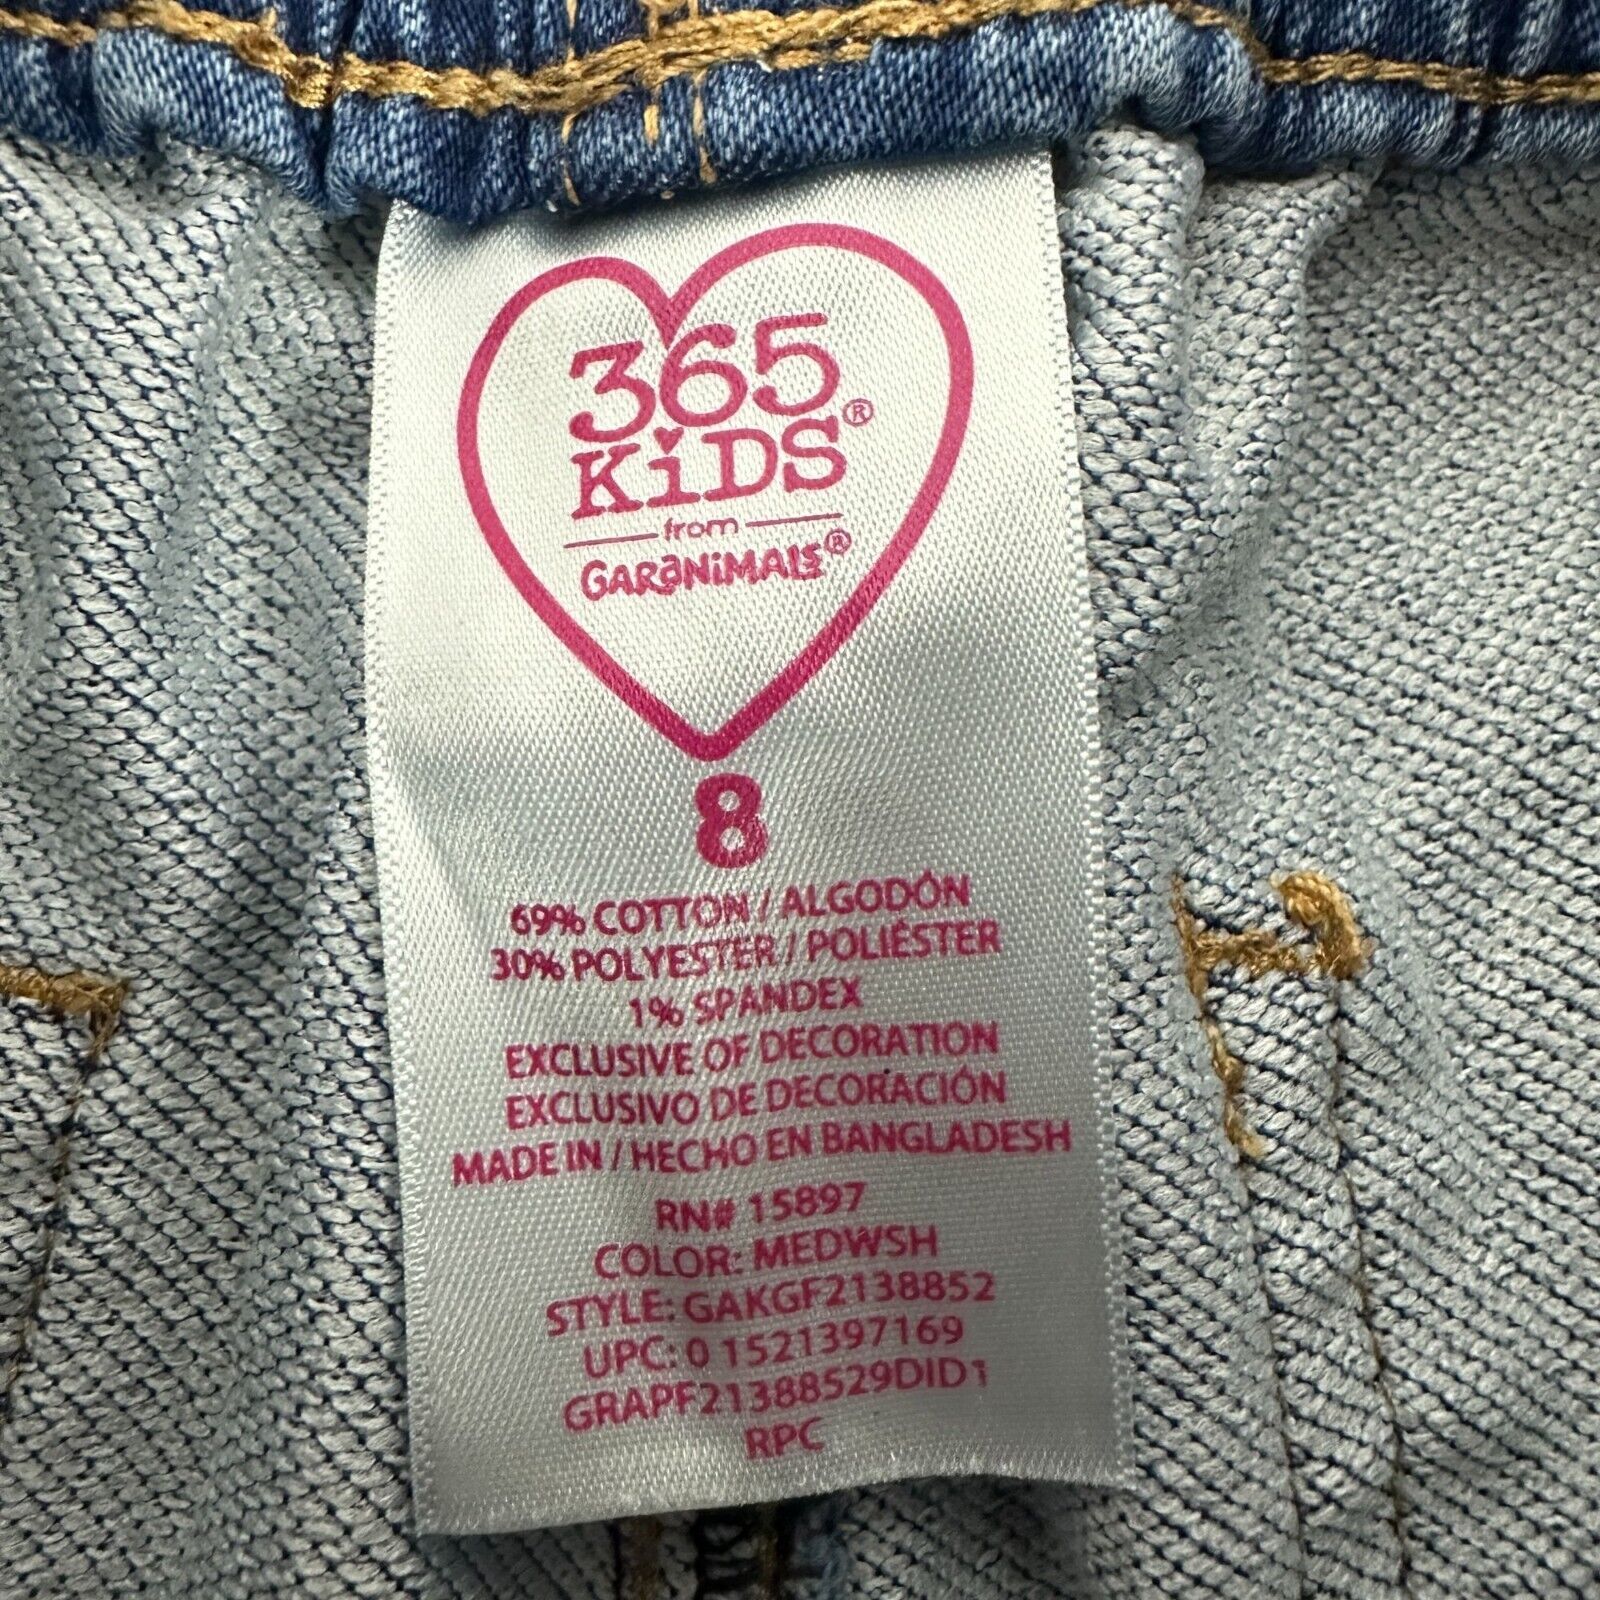 365
KiDS®
from
GARaNiMALS®
8
69% COTTON / ALGODÓN
30% POLYESTER / POLIÉSTER
1% SPANDEX
EXCLUSIVE OF DECORATION
EXCLUSIVO DE DECORACIÓN
MADE IN / HECHO EN BANGLADESH
RN# 15897
COLOR: MEDWSH
STYLE: GAKGF2138852
UPC: 0 1521397169
GRAPF21388529DID1
RPC